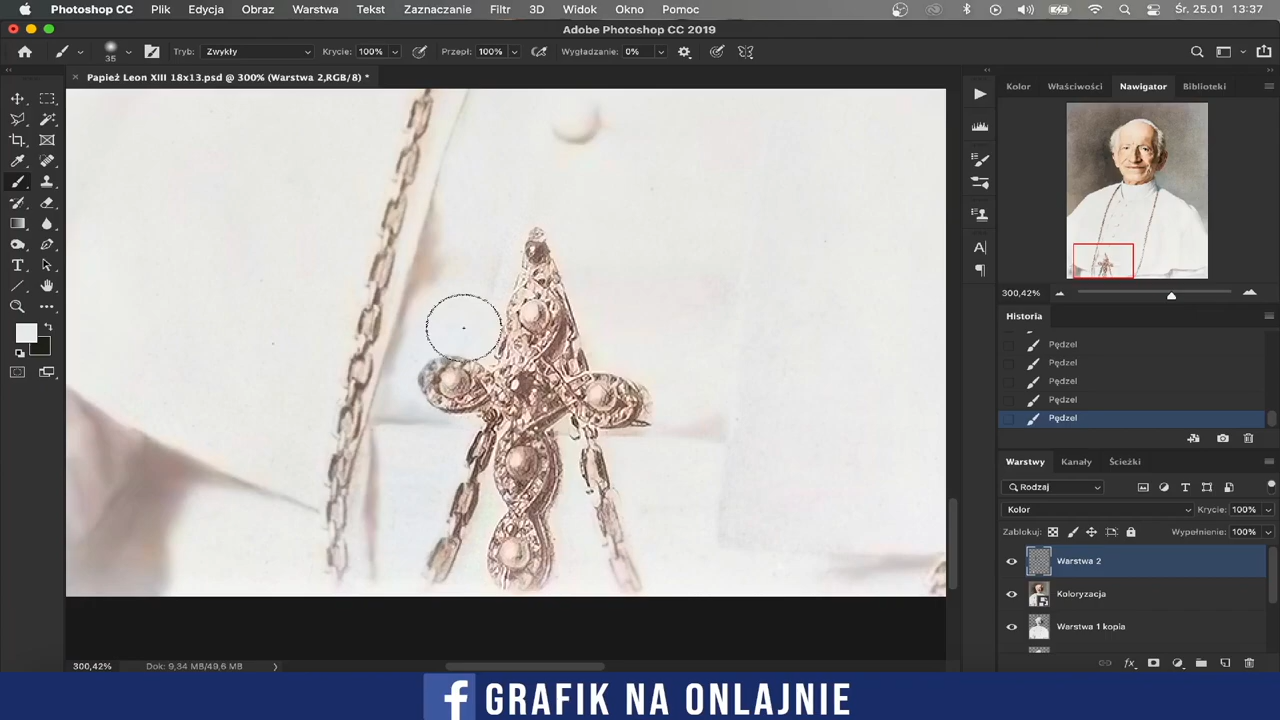 Photoshop CC Plik Edycja Obraz Warstwa Tekst Zaznaczanie Filtr 3D Widok Okno Pomoc Śr. 25.01 13:37
Adobe Photoshop CC 2019
35 Tryb: Zwykły Krycie: 100% Przepł: 100% Wygładzanie: 0%
Papież Leon XIII 18x13.psd @ 300% (Warstwa 2,RGB/8) *
Kolor Właściwości Nawigator Biblioteki
300,42%
Historia
Pędzel
Pędzel
Pędzel
Pędzel
Pędzel
Warstwy Kanały Ścieżki
Rodzaj
Kolor Krycie: 100%
Zablokuj: Wypełnienie: 100%
Warstwa 2
Koloryzacja
Warstwa 1 kopia
300,42% Dok: 9,34 MB/49,6 MB
f GRAFIK NA ONLAJNIE